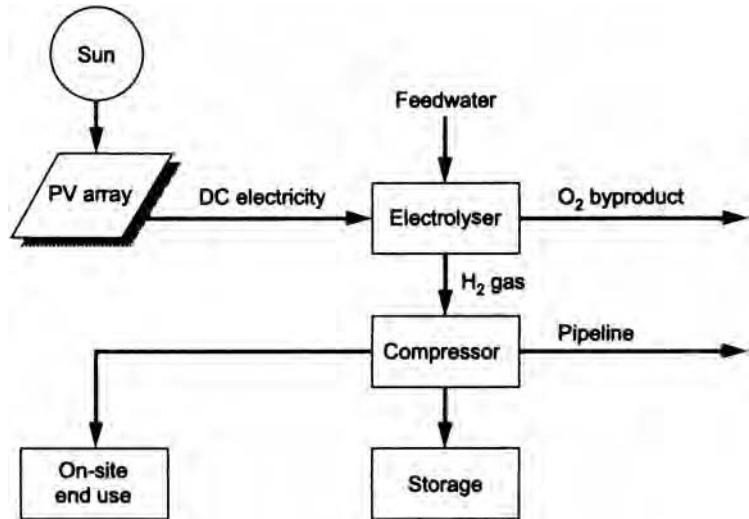 Sun
Feedwater
PV array
DC electricity
Electrolyser
O₂ byproduct
H₂ gas
Compressor
Pipeline
On-site
end use
Storage